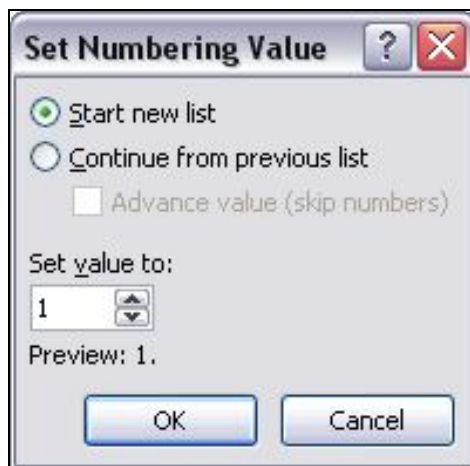 Set Numbering Value ?
Start new list
Continue from previous list
Advance value (skip numbers)
Set value to:
1
Preview: 1.
OK Cancel